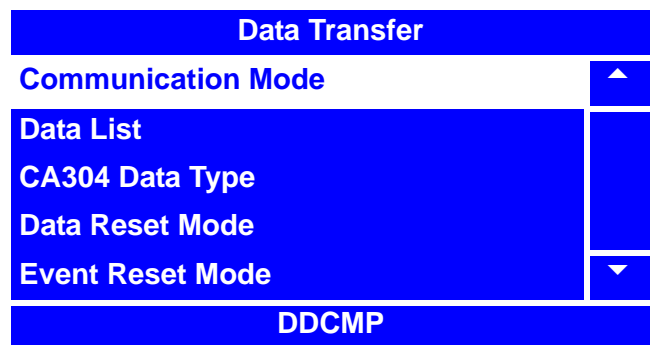 Data Transfer
Communication Mode
Data List
CA304 Data Type
Data Reset Mode
Event Reset Mode
DDCMP